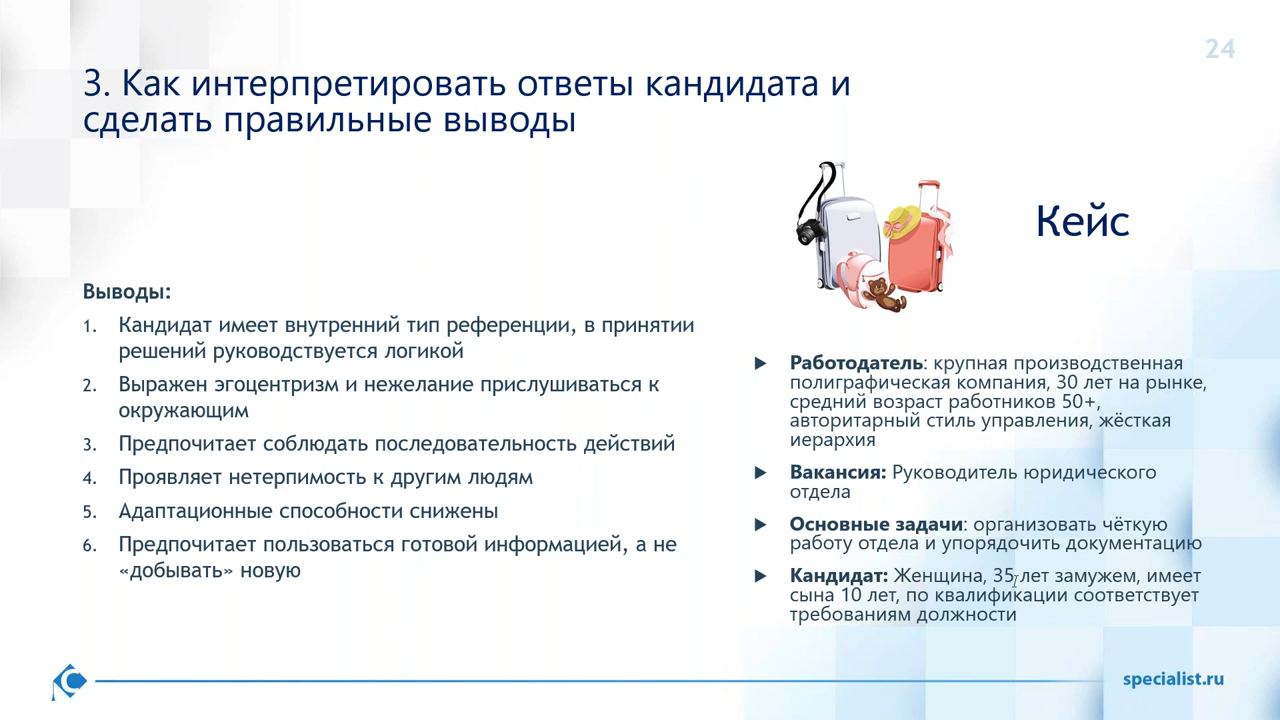 24
3. Как интерпретировать ответы кандидата и
сделать правильные выводы
Кейс
Выводы:
1. Кандидат имеет внутренний тип референции, в принятии
решений руководствуется логикой
2. Выражен эгоцентризм и нежелание прислушиваться к
окружающим
3. Предпочитает соблюдать последовательность действий
4. Проявляет нетерпимость к другим людям
5. Адаптационные способности снижены
6. Предпочитает пользоваться готовой информацией, а не
«добывать» новую
Работодатель: крупная производственная
полиграфическая компания, 30 лет на рынке,
средний возраст работников 50+,
авторитарный стиль управления, жёсткая
иерархия
Вакансия: Руководитель юридического
отдела
Основные задачи: организовать чёткую
работу отдела и упорядочить документацию
Кандидат: Женщина, 35 лет замужем, имеет
сына 10 лет, по квалификации соответствует
требованиям должности
specialist.ru